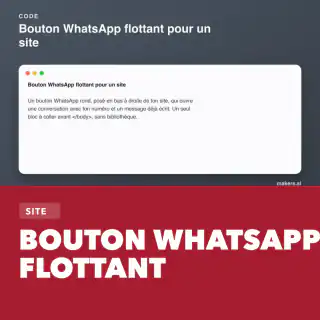 CODE
Bouton WhatsApp flottant pour un
site
Bouton WhatsApp flottant pour un site
Un bouton WhatsApp rond, posé en bas à droite de ton site, qui ouvre
une conversation avec ton numéro et un message déjà écrit. Un seul
bloc à coller avant </body>, sans bibliothèque.
makers.ai
SITE
BOUTON WHATSAPP
FLOTTANT